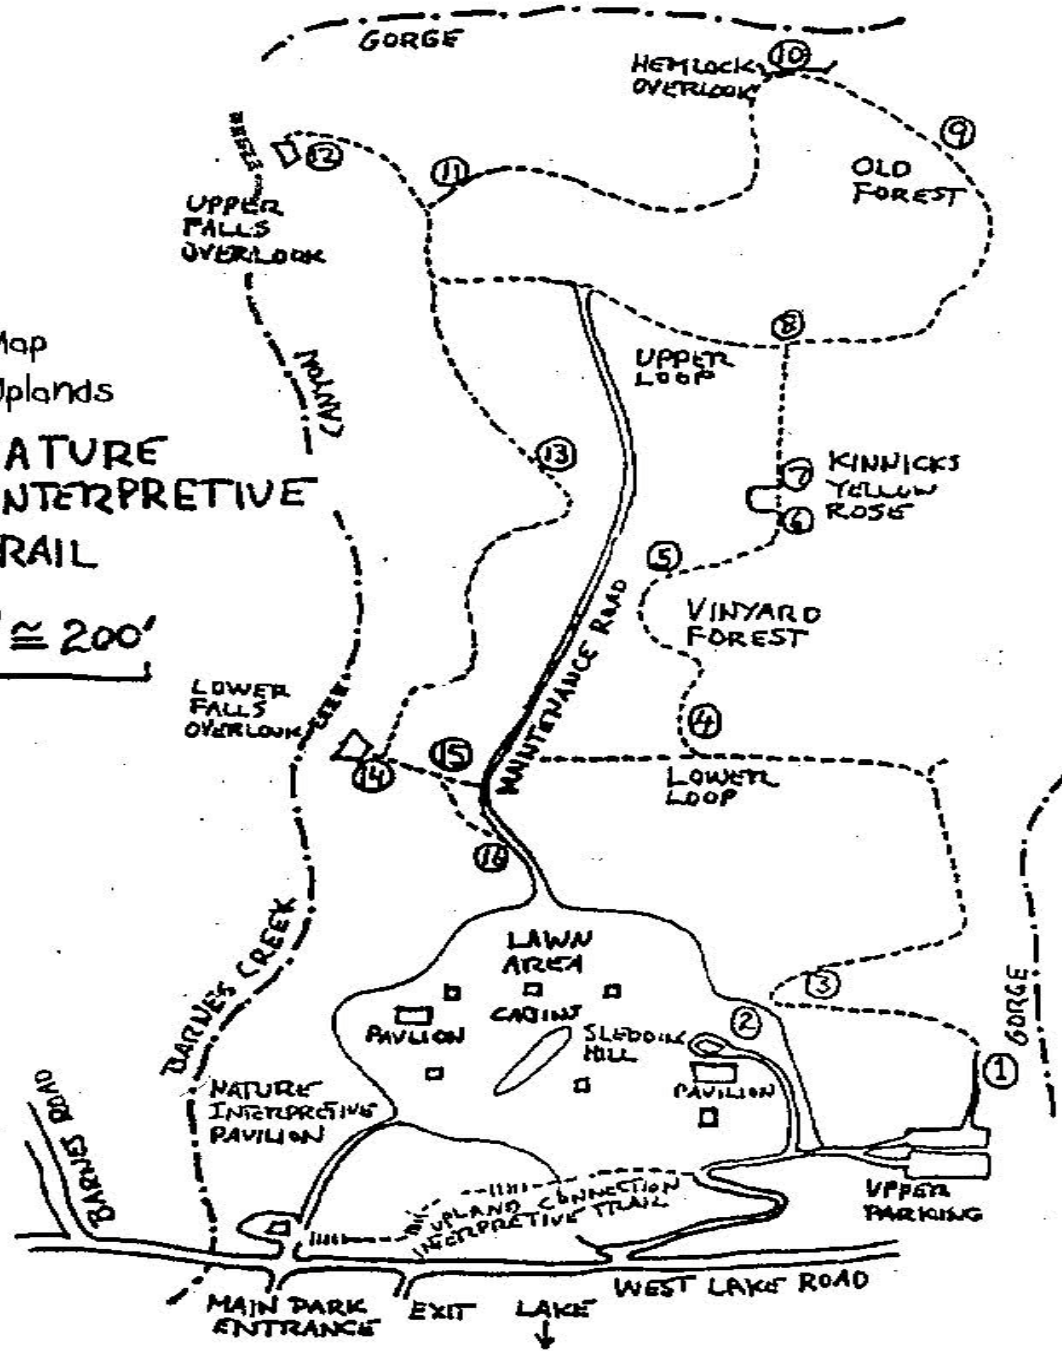 GORGE
10
HEMLOCK
OVERLOOK
9
OLD
FOREST
12
11
UPPER
FALLS
OVERLOOK
8
UPPER
LOOP
Map
Uplands
CANYON
ATURE
NTERPRETIVE
RAIL
≅ 200'
13
7
KINNICKS
YELLOW
ROSE
6
5
VINYARD
FOREST
MAINTENANCE ROAD
LOWER
FALLS
OVERLOOK
4
14
15
LOWER
LOOP
16
BARNES CREEK
LAWN
AREA
CABINS
PAVILION
SLEDDING
HILL
3
2
GORGE
1
PAVILION
NATURE
INTERPRETIVE
PAVILION
BARNES ROAD
UPLAND CONNECTION
INTERPRETIVE TRAIL
UPPER
PARKING
WEST LAKE ROAD
MAIN PARK
ENTRANCE
EXIT
LAKE